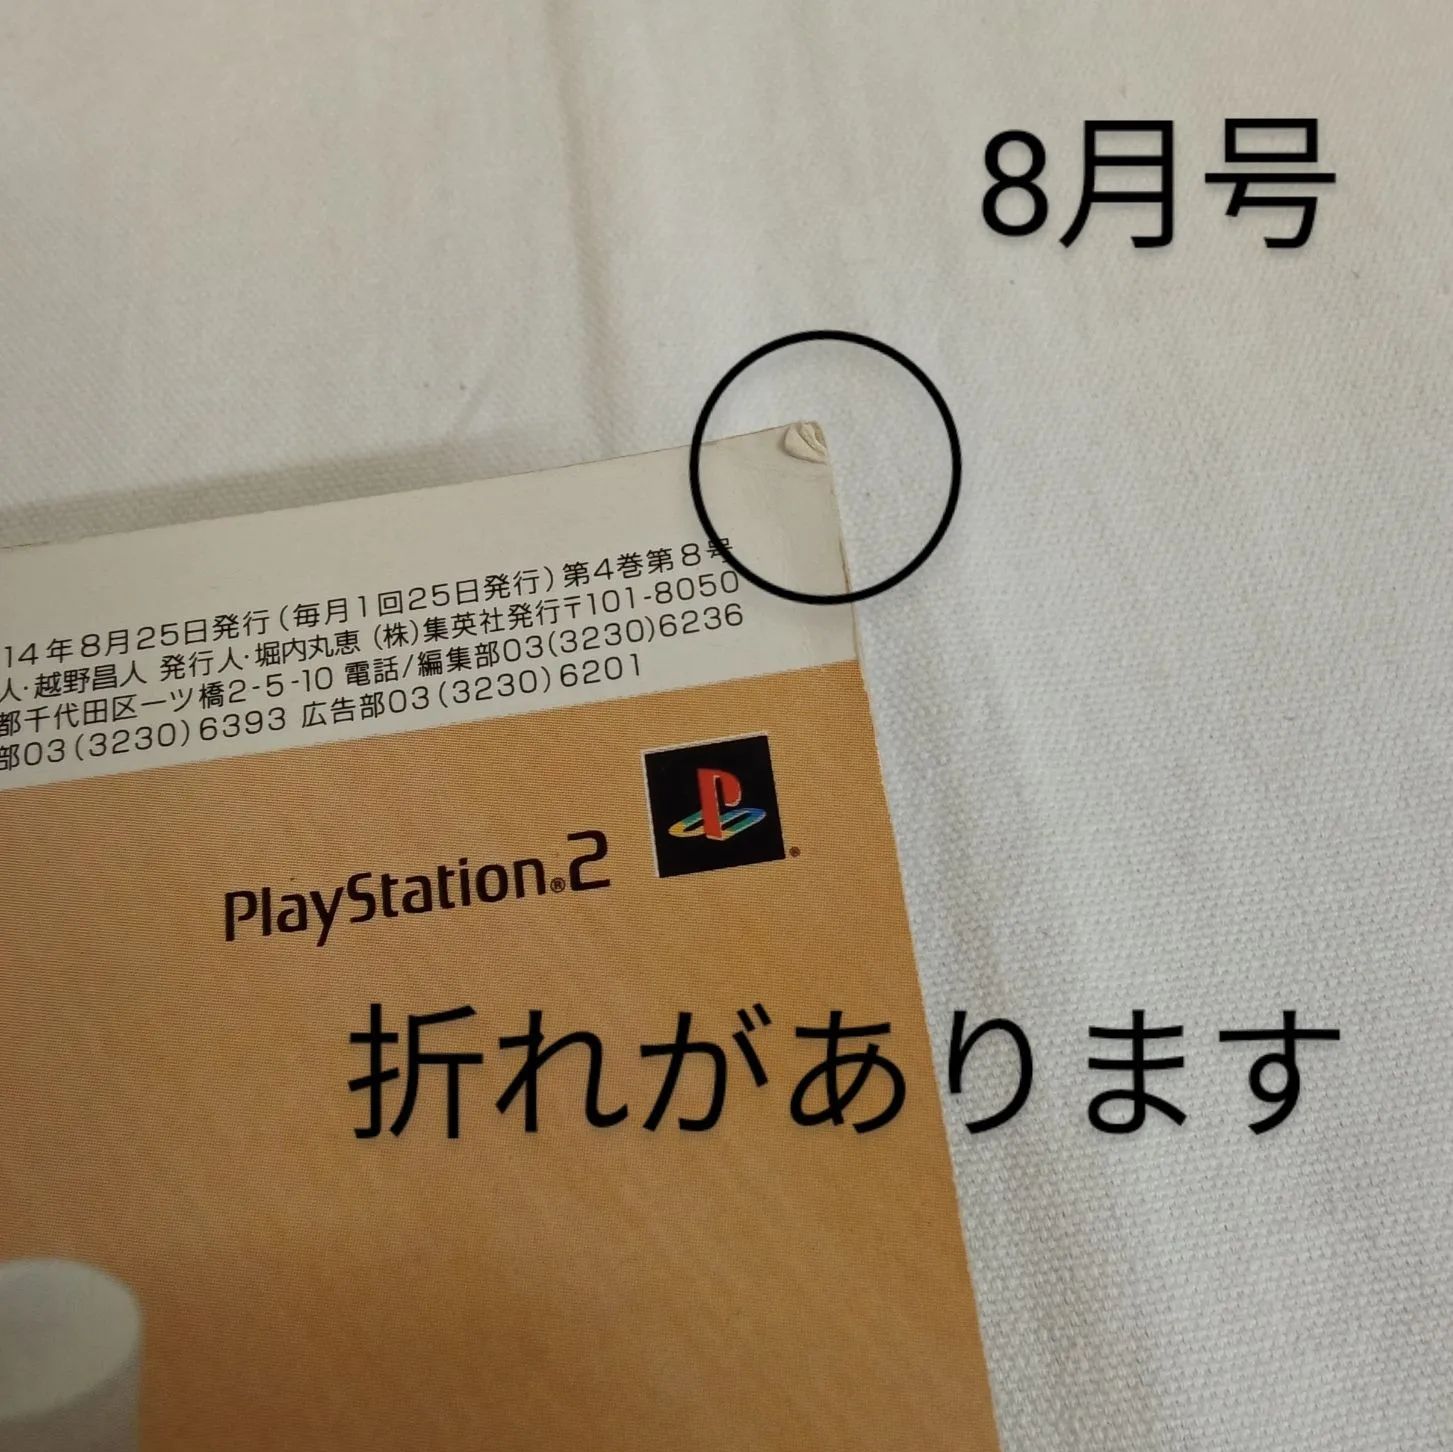 8月号
14年8月25日発行(毎月1回25日発行)第4巻第8号
人・越野昌人 発行人・堀内丸恵 (株)集英社発行〒101-8050
都千代田区一ツ橋2-5-10 電話/編集部03(3230)6236
部03(3230)6393 広告部03(3230)6201
PlayStation®2
®
折れがあります